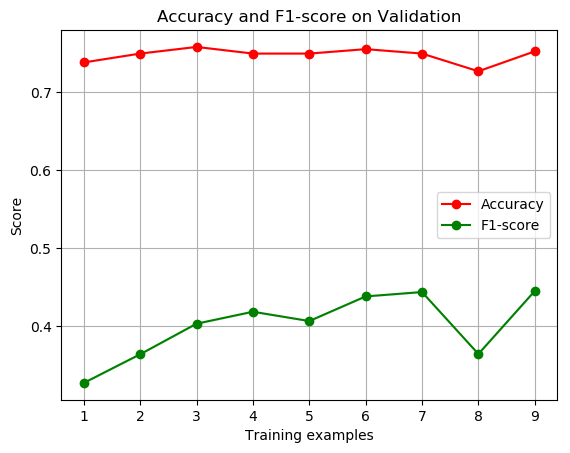 Accuracy and F1-score on Validation
0.7
0.6
0.5
0.4
Score
Accuracy
F1-score
1 2 3 4 5 6 7 8 9
Training examples